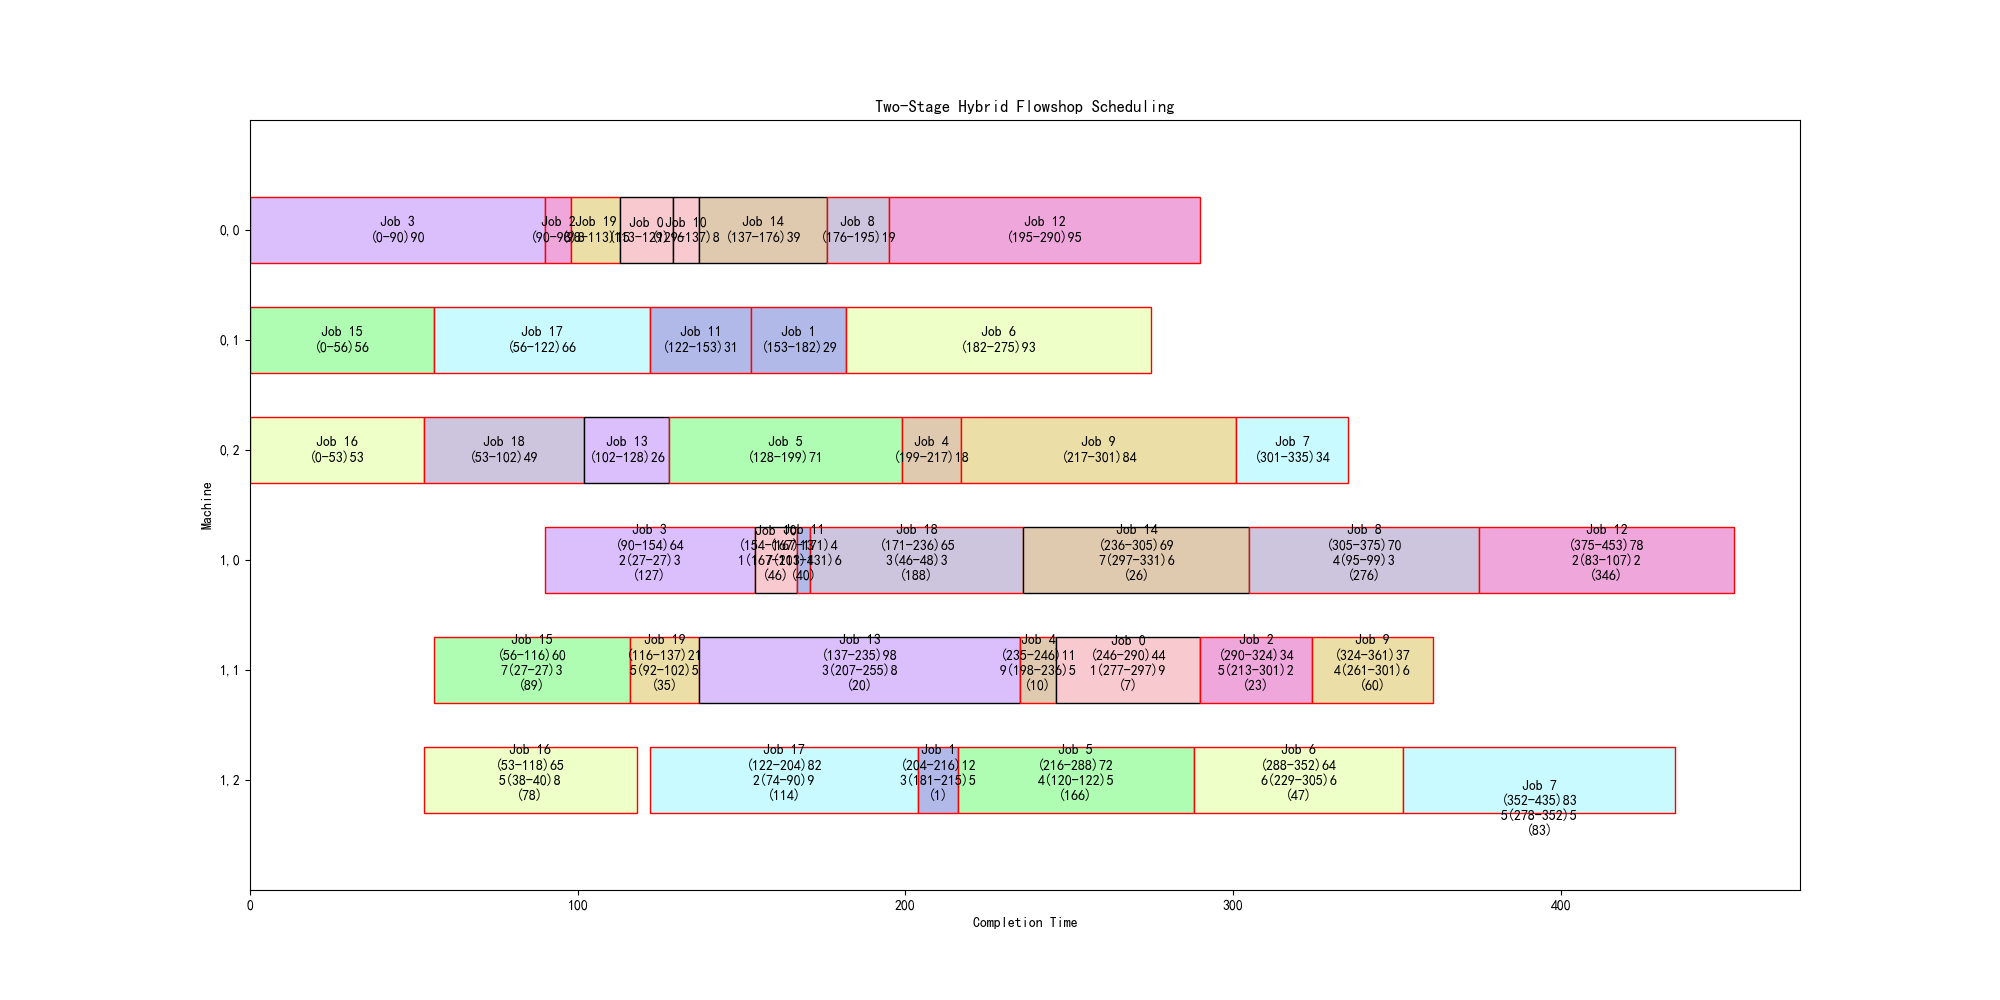 Two-Stage Hybrid Flowshop Scheduling
0,0
Job 3
(0-90)90
Job 2
(90-98)8
Job 19
(98-113)15
Job 0
(113-129)16
Job 10
(129-137)8
Job 14
(137-176)39
Job 8
(176-195)19
Job 12
(195-290)95
0,1
Job 15
(0-56)56
Job 17
(56-122)66
Job 11
(122-153)31
Job 1
(153-182)29
Job 6
(182-275)93
0,2
Job 16
(0-53)53
Job 18
(53-102)49
Job 13
(102-128)26
Job 5
(128-199)71
Job 4
(199-217)18
Job 9
(217-301)84
Job 7
(301-335)34
Machine
1,0
Job 3
(90-154)64
2(27-27)3
(127)
Job 10
(154-167)13
(46)
Job 11
(167-171)4
(40)
Job 18
(171-236)65
3(46-48)3
(188)
Job 14
(236-305)69
7(297-331)6
(26)
Job 8
(305-375)70
4(95-99)3
(276)
Job 12
(375-453)78
2(83-107)2
(346)
1,1
Job 15
(56-116)60
7(27-27)3
(89)
Job 19
(116-137)21
5(92-102)5
(35)
Job 13
(137-235)98
3(207-255)8
(20)
Job 4
(235-246)11
9(198-236)5
(10)
Job 0
(246-290)44
1(277-297)9
(7)
Job 2
(290-324)34
5(213-301)2
(23)
Job 9
(324-361)37
4(261-301)6
(60)
1,2
Job 16
(53-118)65
5(38-40)8
(78)
Job 17
(122-204)82
2(74-90)9
(114)
Job 1
(204-216)12
3(181-215)5
(1)
Job 5
(216-288)72
4(120-122)5
(166)
Job 6
(288-352)64
6(229-305)6
(47)
Job 7
(352-435)83
5(278-352)5
(83)
0 100 200 300 400
Completion Time